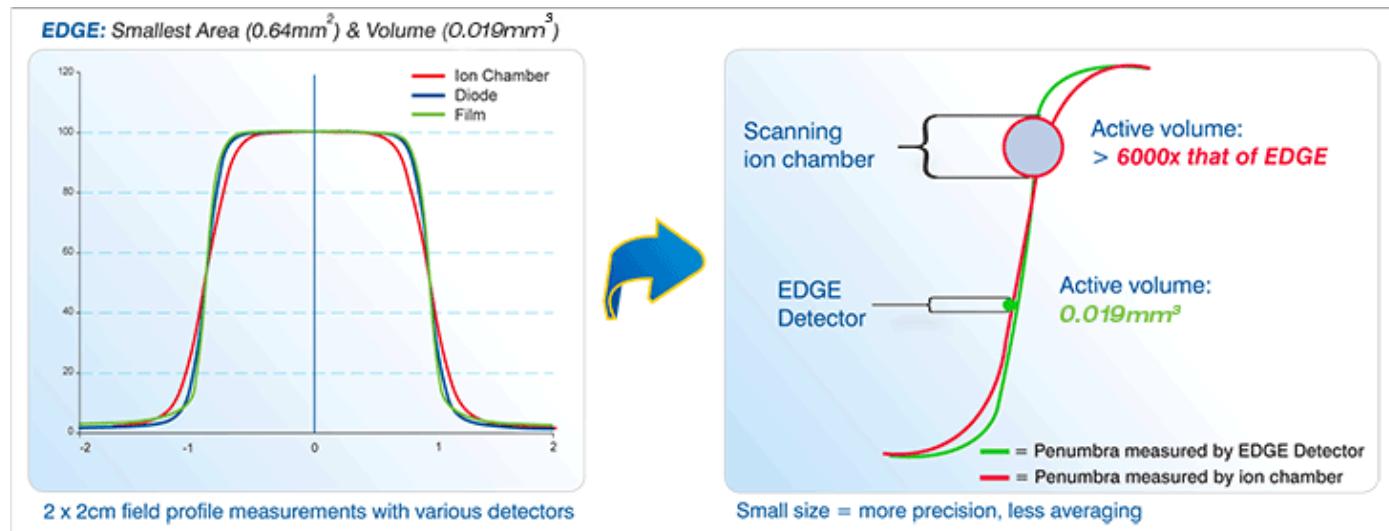 EDGE: Smallest Area (0.64mm²) & Volume (0.019mm³)
120
100
80
60
40
20
0
-2
-1
0
1
2
Ion Chamber
Diode
Film
2 x 2cm field profile measurements with various detectors
Scanning
ion chamber
Active volume:
> 6000x that of EDGE
EDGE
Detector
Active volume:
0.019mm³
= Penumbra measured by EDGE Detector
= Penumbra measured by ion chamber
Small size = more precision, less averaging